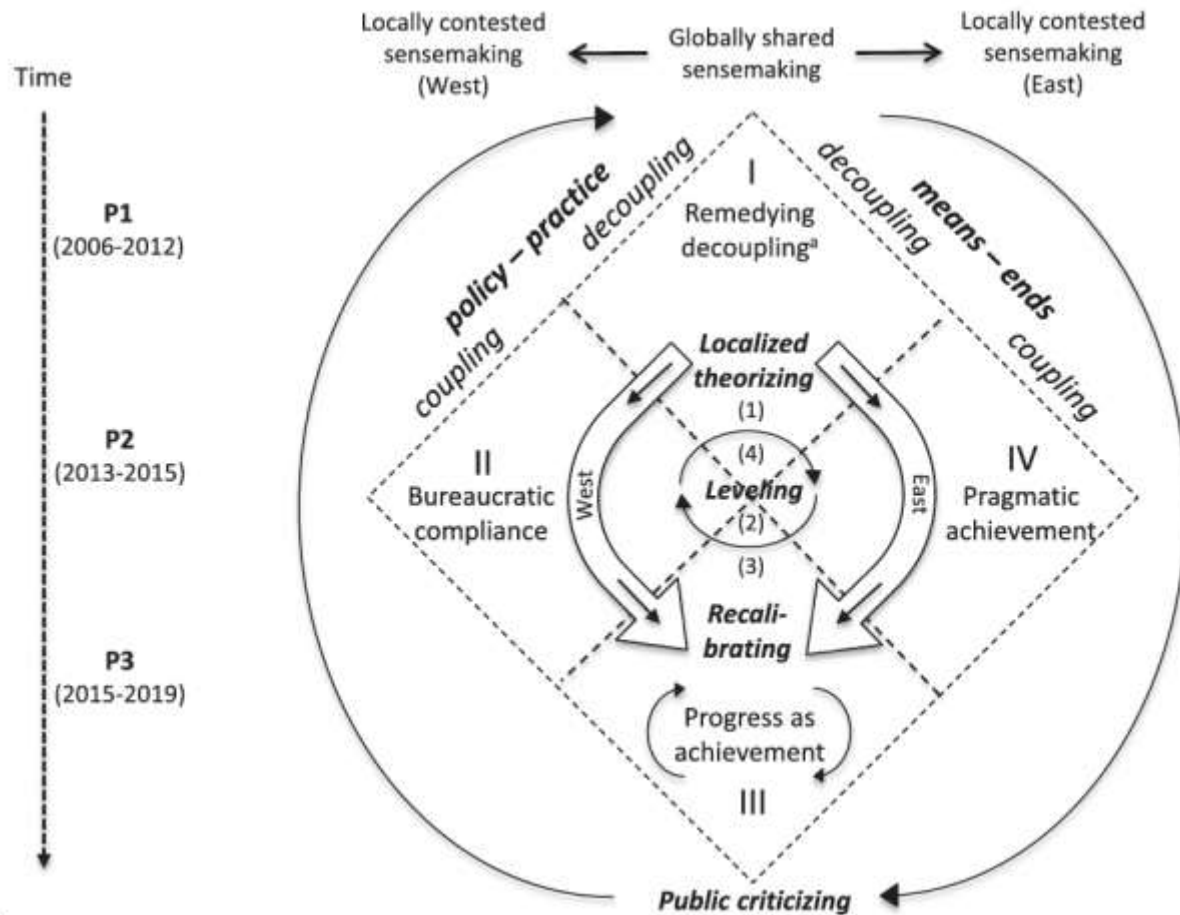 Locally contested
sensemaking
(West)
Globally shared
sensemaking
Locally contested
sensemaking
(East)
Time
policy – practice
decoupling
coupling
decoupling
means – ends
coupling
I
Remedying
decouplingᵃ
P1
(2006-2012)
Localized
theorizing
(1)
(4)
Leveling
(2)
(3)
P2
(2013-2015)
II
Bureaucratic
compliance
West
East
IV
Pragmatic
achievement
Recali-
brating
P3
(2015-2019)
Progress as
achievement
III
Public criticizing